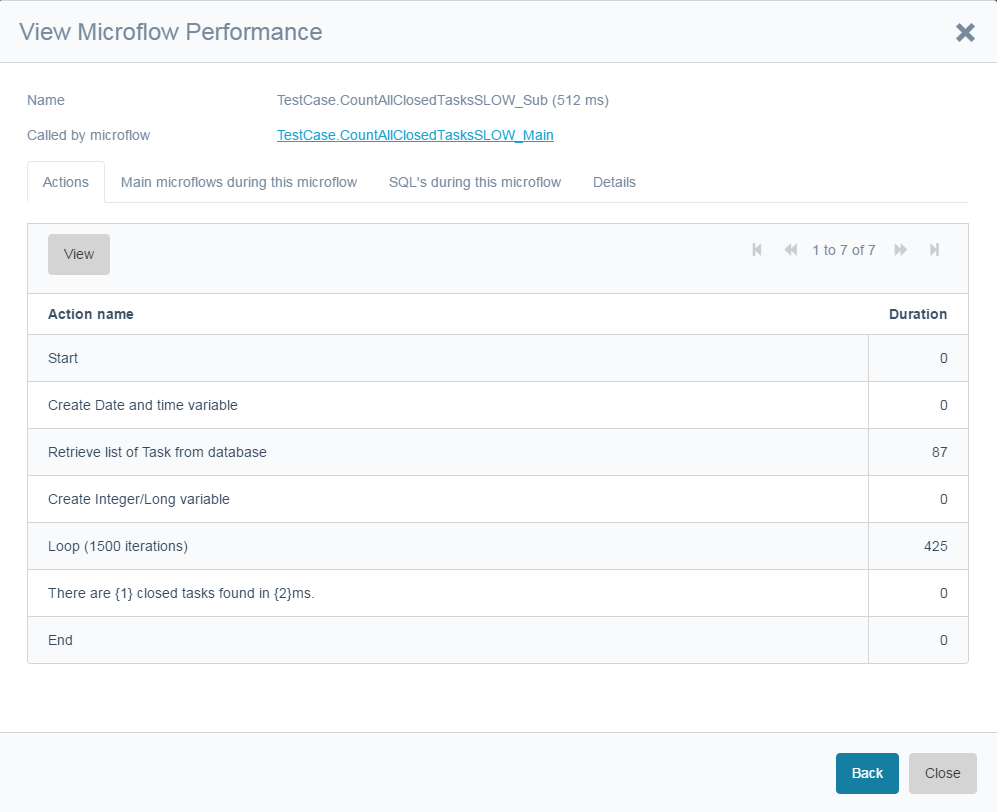 View Microflow Performance
Name TestCase.CountAllClosedTasksSLOW_Sub (512 ms)
Called by microflow TestCase.CountAllClosedTasksSLOW_Main
Actions Main microflows during this microflow SQL's during this microflow Details
View 1 to 7 of 7
Action name Duration
Start 0
Create Date and time variable 0
Retrieve list of Task from database 87
Create Integer/Long variable 0
Loop (1500 iterations) 425
There are {1} closed tasks found in {2}ms. 0
End 0
Back Close